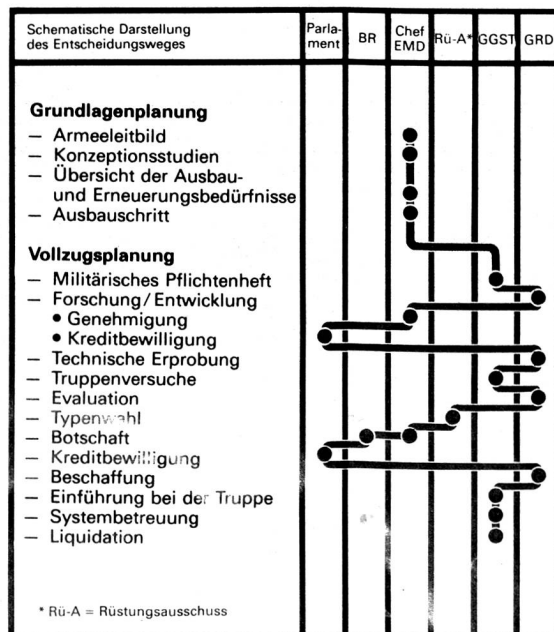 Schematische Darstellung
des Entscheidungsweges
Parla-
ment
BR
Chef
EMD
Rü-A*
GGST
GRD
Grundlagenplanung
– Armeeleitbild
– Konzeptionsstudien
– Übersicht der Ausbau-
und Erneuerungsbedürfnisse
– Ausbauschritt
Vollzugsplanung
– Militärisches Pflichtenheft
– Forschung/Entwicklung
• Genehmigung
• Kreditbewilligung
– Technische Erprobung
– Truppenversuche
– Evaluation
– Typenwahl
– Botschaft
– Kreditbewilligung
– Beschaffung
– Einführung bei der Truppe
– Systembetreuung
– Liquidation
* Rü-A = Rüstungsausschuss